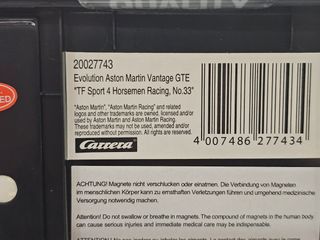 QUALITY
20027743
Evolution Aston Martin Vantage GTE
"TF Sport 4 Horsemen Racing, No.33"
"Aston Martin", "Aston Martin Racing" and related
logos and other trademarks are owned, licensed and/or
used by Aston Martin and Aston Martin Racing.
These trademarks may not be used, amended and/or
reproduced without permission. All rights are reserved.
Carrera
4 007486 277434
ACHTUNG! Magnete nicht verschlucken oder einatmen. Die Verbindung von Magneten
im menschlichen Körper kann zu ernsthaften Verletzungen führen und umgehend medizinische
Versorgung notwendig machen.
Attention! Do not swallow or breathe in magnets. The compound of magnets in the human body
can cause serious injuries and immediate medical care may be indispensable.